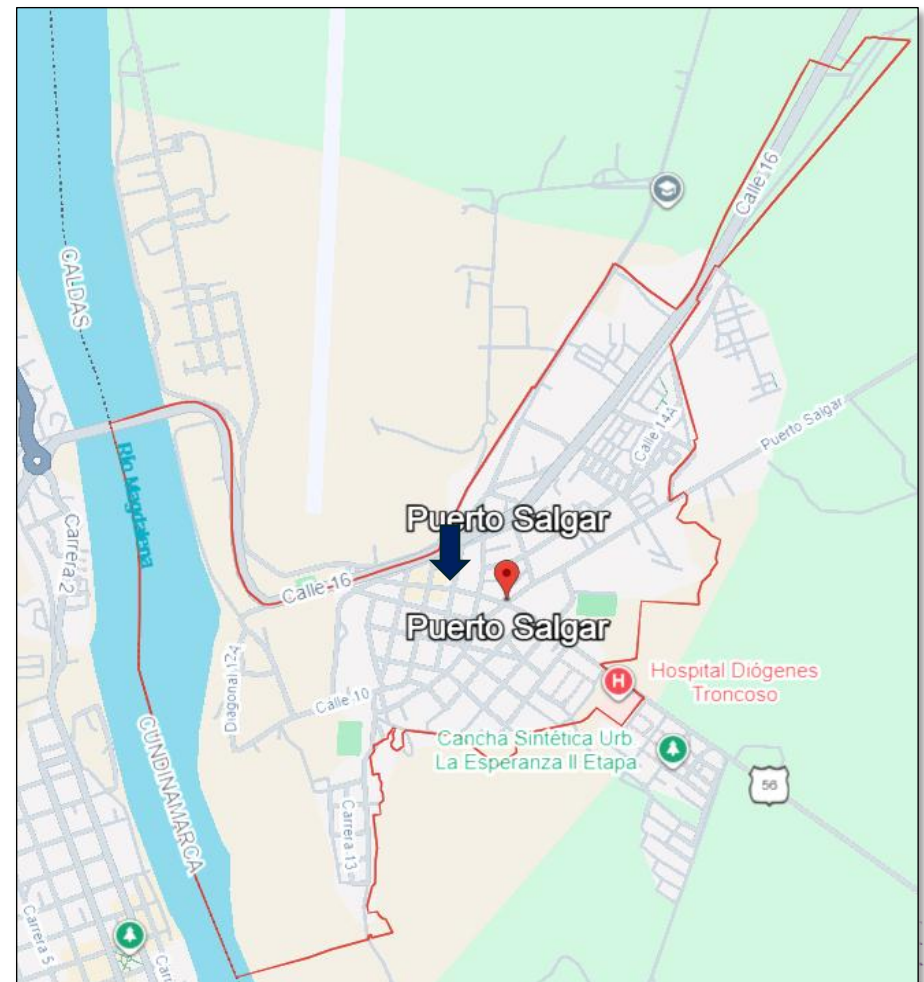 Calle 16
CALDAS
Calle 14A
Puerto Salgar
Río Magdalena
Puerto Salgar
Carrera 2
Calle 16
Puerto Salgar
Diagonal 12A
Hospital Diógenes
Troncoso
H
Calle 10
Cancha Sintética Urb
La Esperanza II Etapa
56
CUNDINAMARCA
Carrera 13
Carrera 5